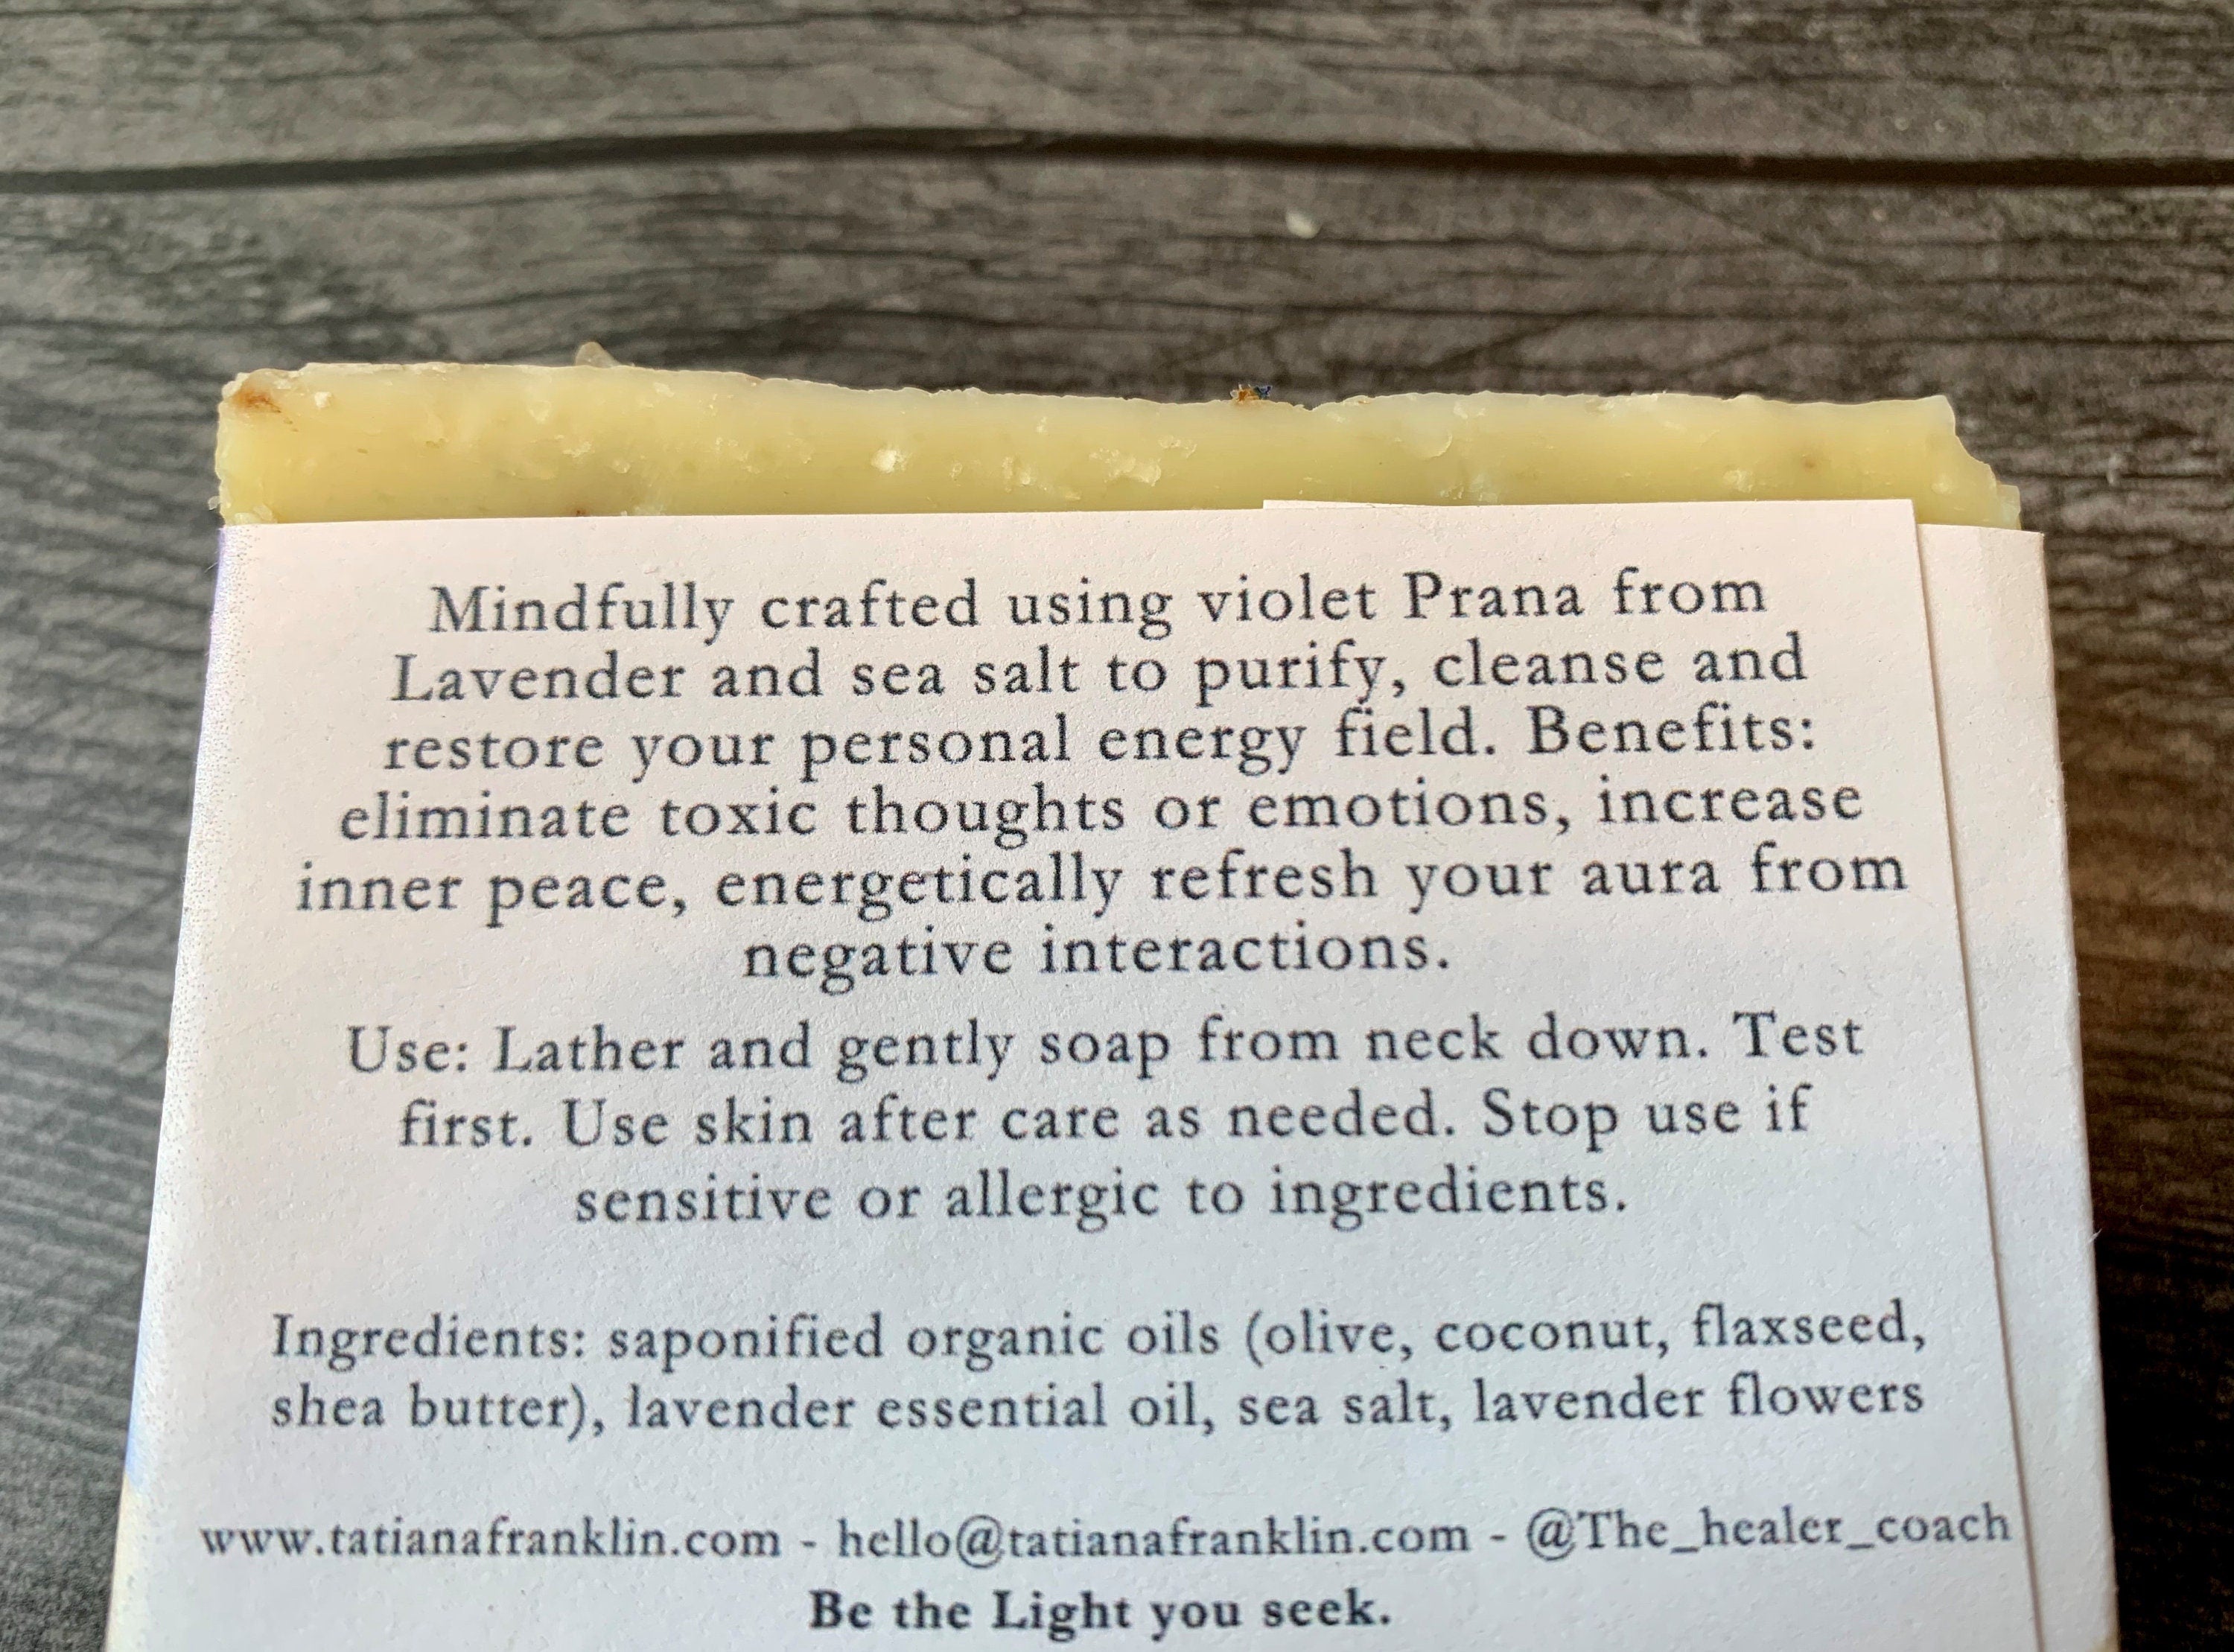 Mindfully crafted using violet Prana from
Lavender and sea salt to purify, cleanse and
restore your personal energy field. Benefits:
eliminate toxic thoughts or emotions, increase
inner peace, energetically refresh your aura from
negative interactions.
Use: Lather and gently soap from neck down. Test
first. Use skin after care as needed. Stop use if
sensitive or allergic to ingredients.
Ingredients: saponified organic oils (olive, coconut, flaxseed,
shea butter), lavender essential oil, sea salt, lavender flowers
www.tatianafranklin.com - hello@tatianafranklin.com - @The_healer_coach
Be the Light you seek.